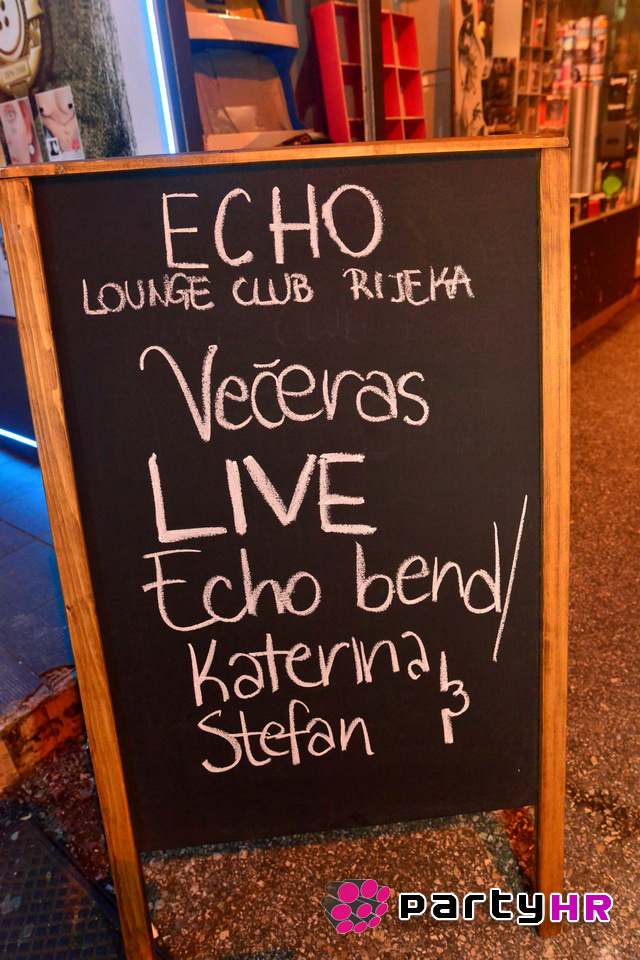 ECHO
LOUNGE CLUB RIJEKA
Večeras
LIVE
Echo bend/
Katerina
Stefan
partyHR